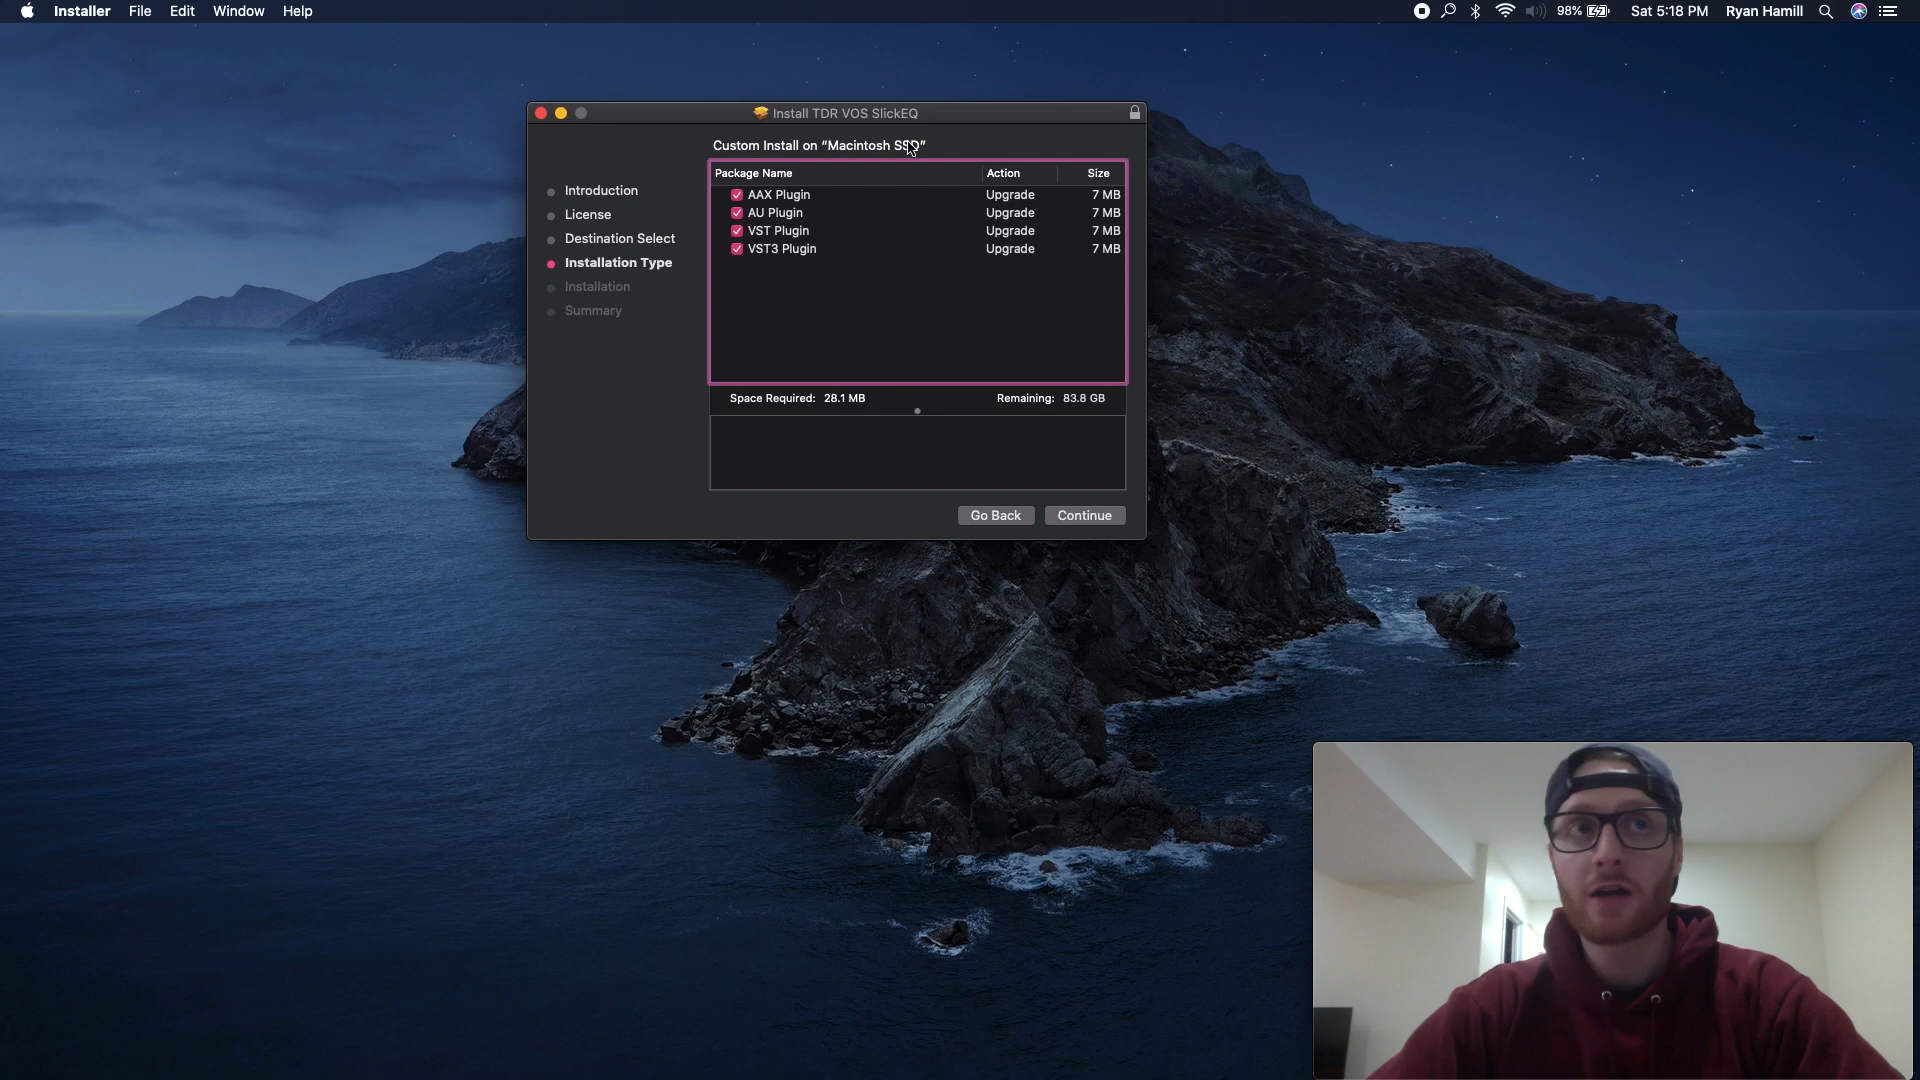 Installer File Edit Window Help 98% Sat 5:18 PM Ryan Hamill
Install TDR VOS SlickEQ
Custom Install on “Macintosh SSD”
Introduction
License
Destination Select
Installation Type
Installation
Summary
Package Name Action Size
AAX Plugin Upgrade 7 MB
AU Plugin Upgrade 7 MB
VST Plugin Upgrade 7 MB
VST3 Plugin Upgrade 7 MB
Space Required: 28.1 MB Remaining: 83.8 GB
Go Back Continue